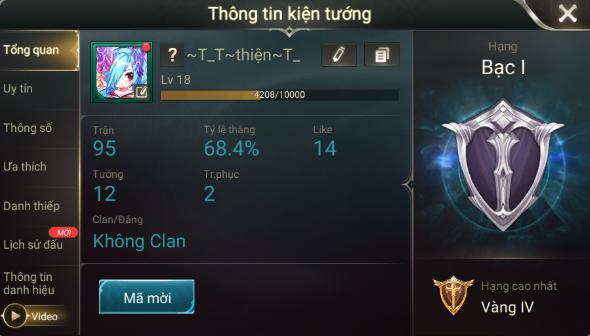 Thông tin kiện tướng
Tổng quan
Uy tín
Thông số
Ưa thích
Danh thiếp
MỚI
Lịch sử đấu
Thông tin
danh hiệu
Video
? ~T_T~thiện~T_
Lv 18
4208/10000
Trận Tỷ lệ thắng Like
95 68.4% 14
Tướng Tr.phục
12 2
Clan/Đảng
Không Clan
Mã mời
Hạng
Bạc I
Hạng cao nhất
Vàng IV